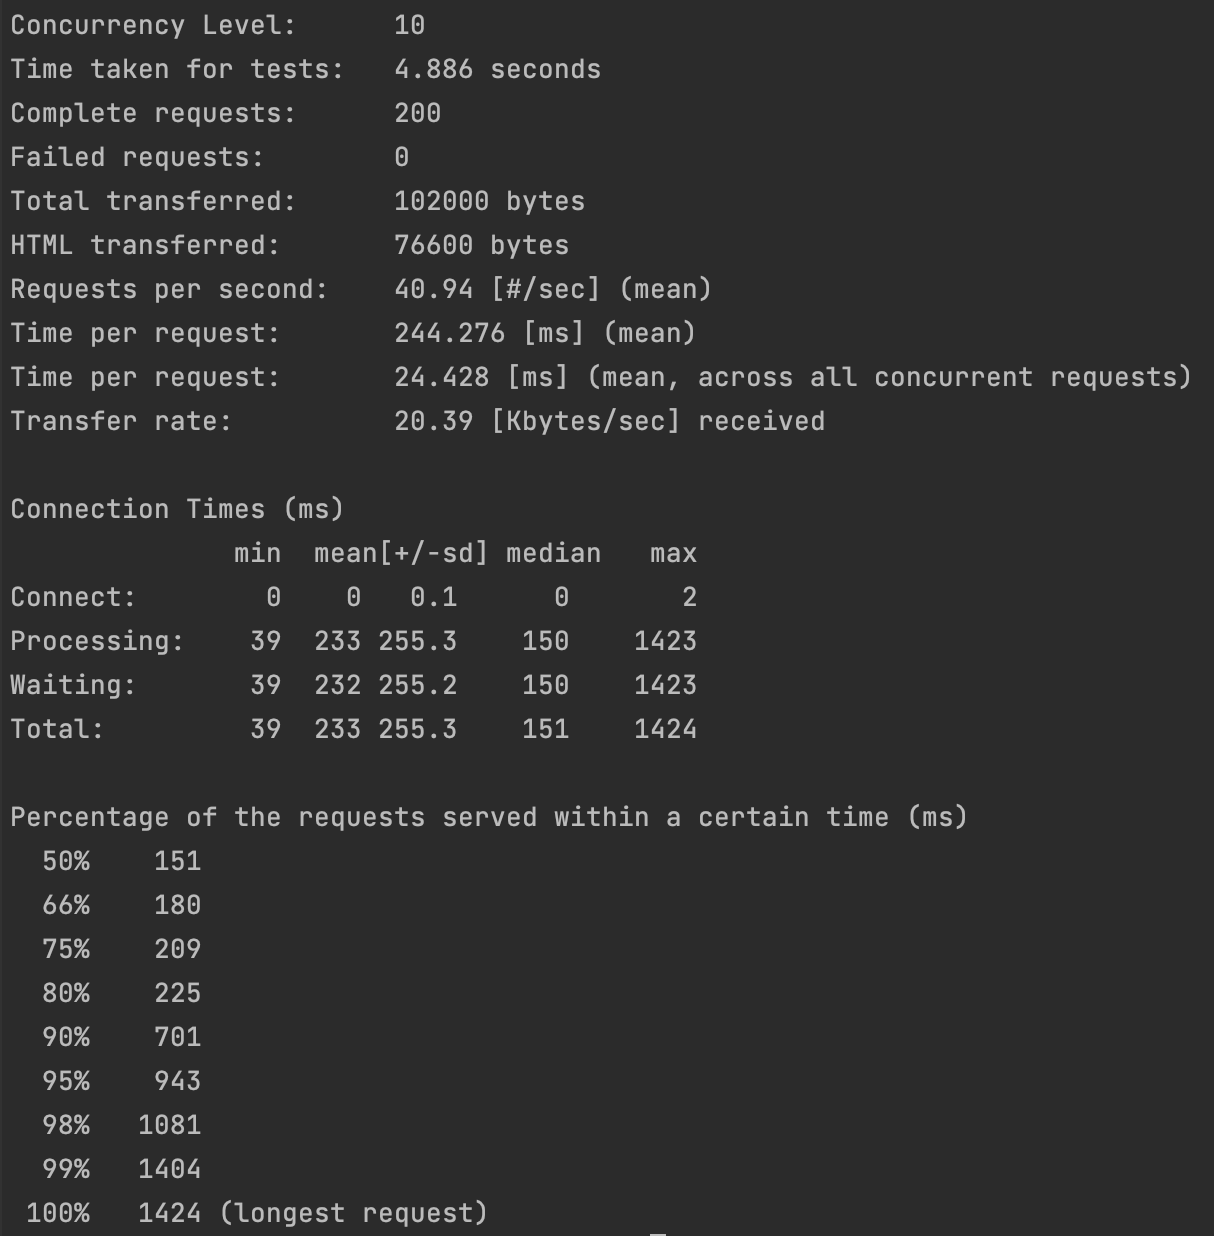 Concurrency Level:      10
Time taken for tests:   4.886 seconds
Complete requests:      200
Failed requests:        0
Total transferred:      102000 bytes
HTML transferred:       76600 bytes
Requests per second:    40.94 [#/sec] (mean)
Time per request:       244.276 [ms] (mean)
Time per request:       24.428 [ms] (mean, across all concurrent requests)
Transfer rate:          20.39 [Kbytes/sec] received

Connection Times (ms)
              min  mean[+/-sd] median   max
Connect:        0    0   0.1      0       2
Processing:    39  233 255.3    150    1423
Waiting:       39  232 255.2    150    1423
Total:         39  233 255.3    151    1424

Percentage of the requests served within a certain time (ms)
  50%    151
  66%    180
  75%    209
  80%    225
  90%    701
  95%    943
  98%   1081
  99%   1404
 100%   1424 (longest request)